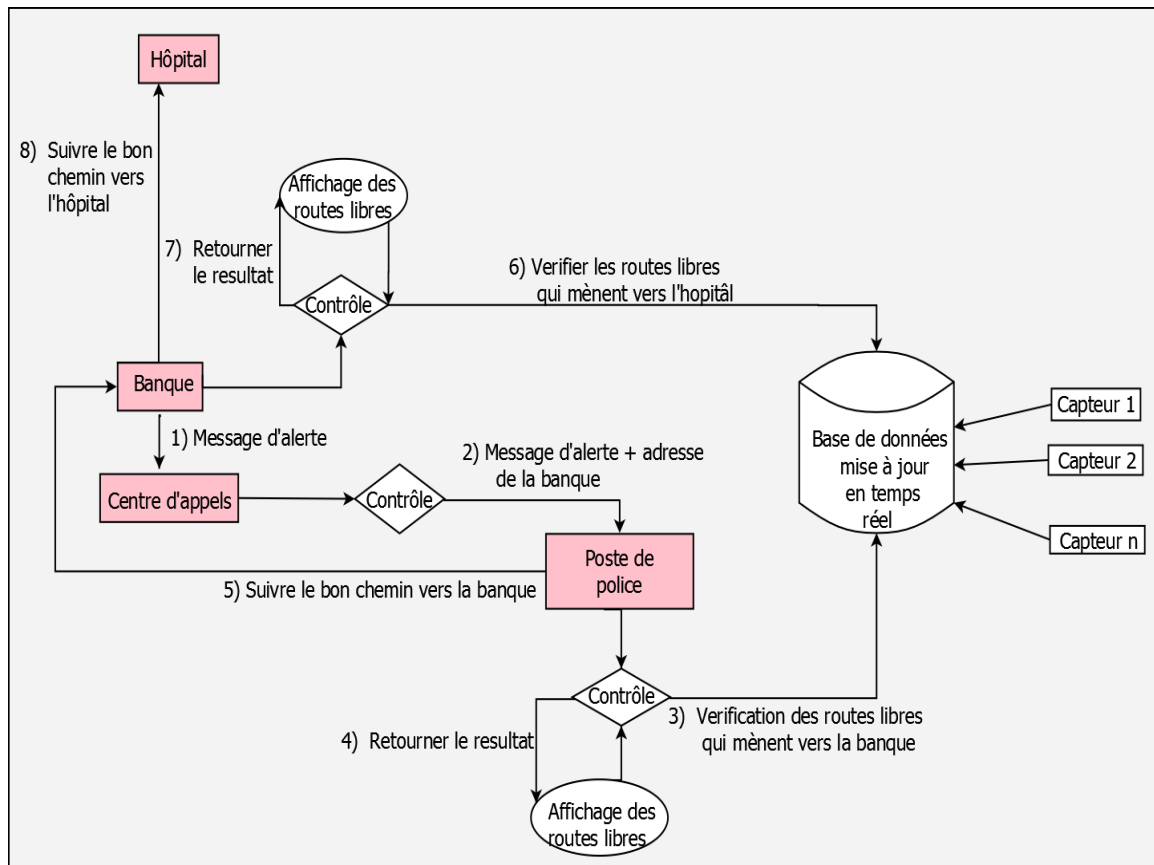 Hôpital
8) Suivre le bon
chemin vers
l'hôpital
Affichage des
routes libres
7) Retourner
le resultat
6) Verifier les routes libres
qui mènent vers l'hopitâl
Contrôle
Banque
1) Message d'alerte
Capteur 1
Base de données
mise à jour
en temps
réel
Capteur 2
2) Message d'alerte + adresse
de la banque
Centre d'appels
Contrôle
Capteur n
Poste de
police
5) Suivre le bon chemin vers la banque
Contrôle
3) Verification des routes libres
qui mènent vers la banque
4) Retourner le resultat
Affichage des
routes libres